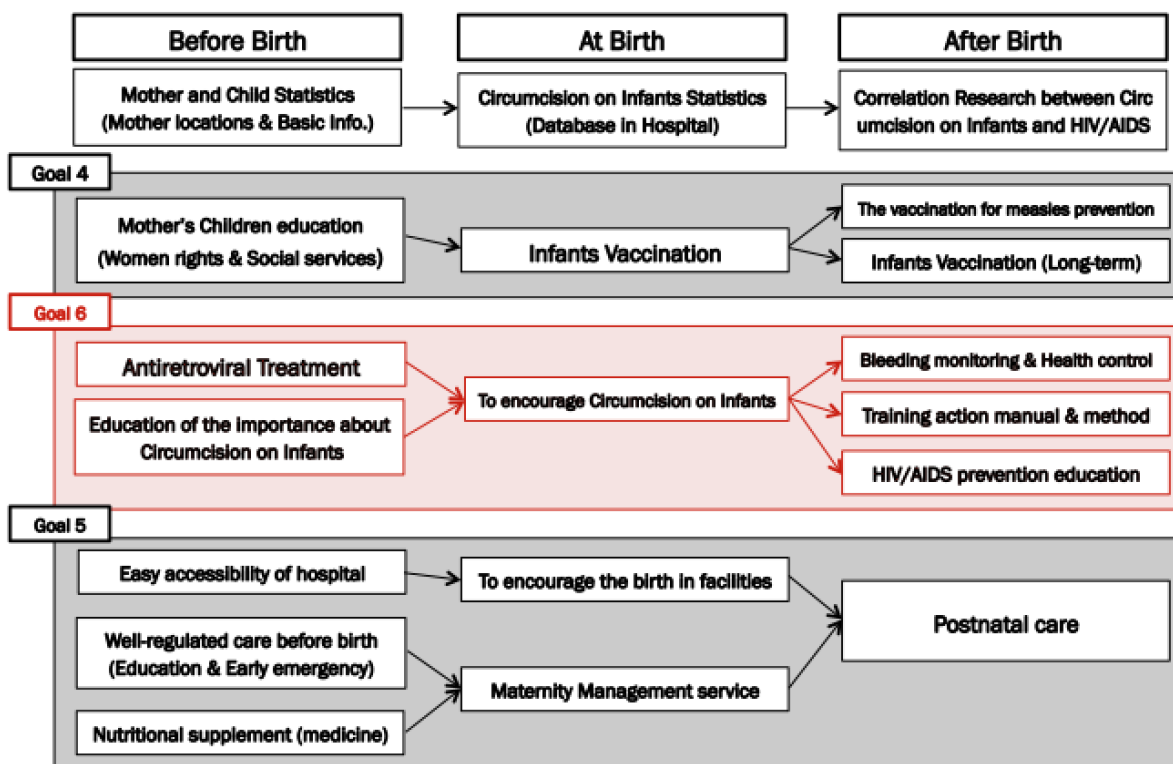 Before Birth
At Birth
After Birth
Mother and Child Statistics
(Mother locations & Basic Info.)
Circumcision on Infants Statistics
(Database in Hospital)
Correlation Research between Circ
umcision on Infants and HIV/AIDS
Goal 4
Mother's Children education
(Women rights & Social services)
Infants Vaccination
The vaccination for measles prevention
Infants Vaccination (Long-term)
Goal 6
Antiretroviral Treatment
Education of the importance about
Circumcision on Infants
To encourage Circumcision on Infants
Bleeding monitoring & Health control
Training action manual & method
HIV/AIDS prevention education
Goal 5
Easy accessibility of hospital
To encourage the birth in facilities
Well-regulated care before birth
(Education & Early emergency)
Nutritional supplement (medicine)
Maternity Management service
Postnatal care